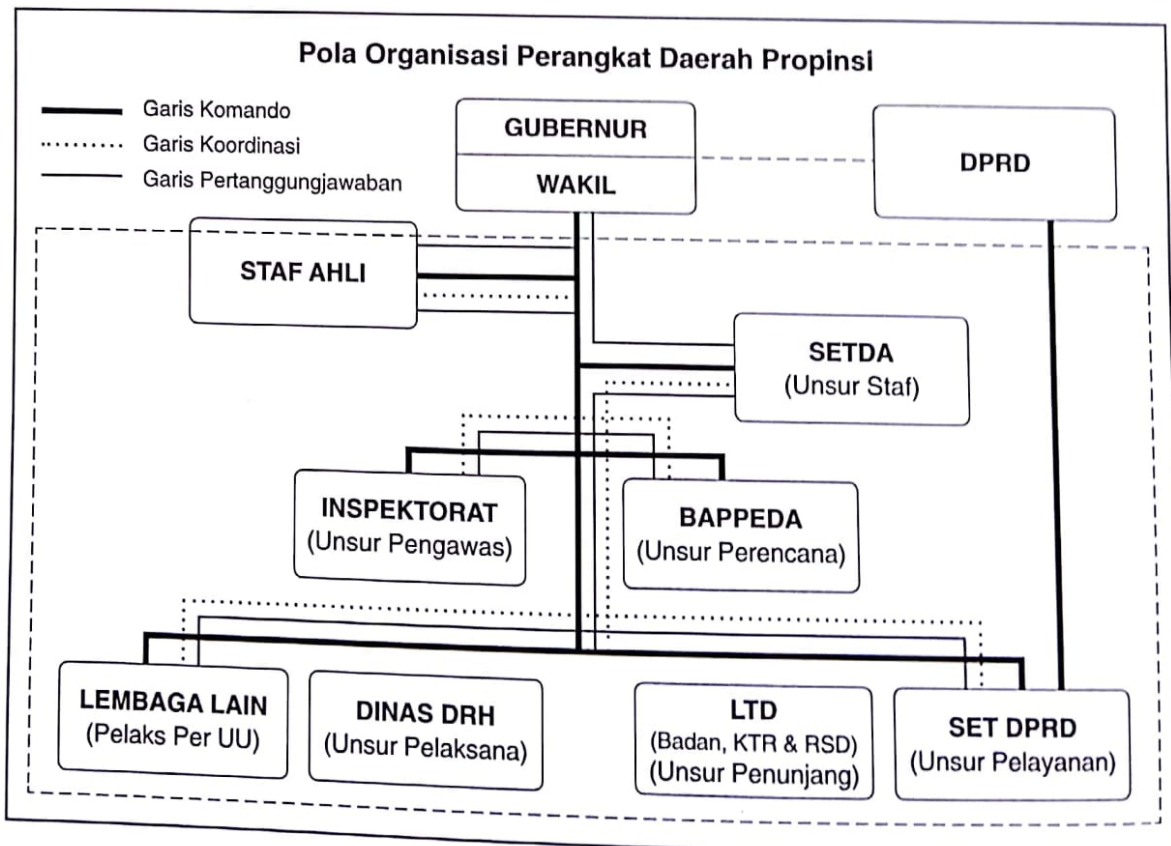 Pola Organisasi Perangkat Daerah Propinsi
Garis Komando
Garis Koordinasi
Garis Pertanggungjawaban
GUBERNUR
WAKIL
DPRD
STAF AHLI
SETDA
(Unsur Staf)
INSPEKTORAT
(Unsur Pengawas)
BAPPEDA
(Unsur Perencana)
LEMBAGA LAIN
(Pelaks Per UU)
DINAS DRH
(Unsur Pelaksana)
LTD
(Badan, KTR & RSD)
(Unsur Penunjang)
SET DPRD
(Unsur Pelayanan)